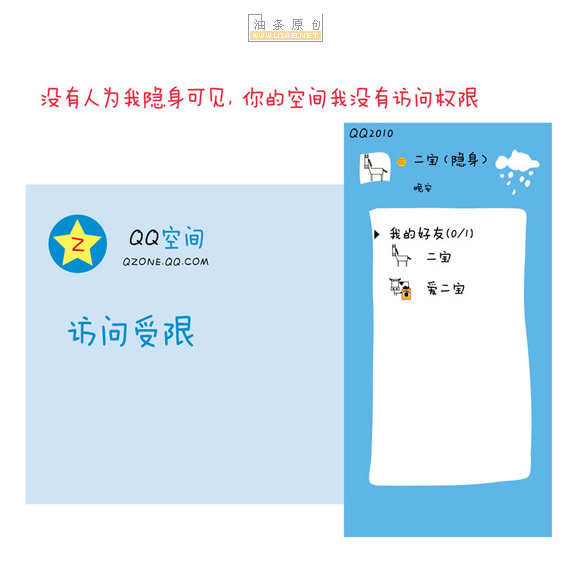 油条原创
WWW.U148.NET
没有人为我隐身可见, 你的空间我没有访问权限
QQ2010
二宝(隐身)
晚安
Z
QQ空间
QZONE.QQ.COM
访问受限
我的好友(0/1)
二宝
爱二宝